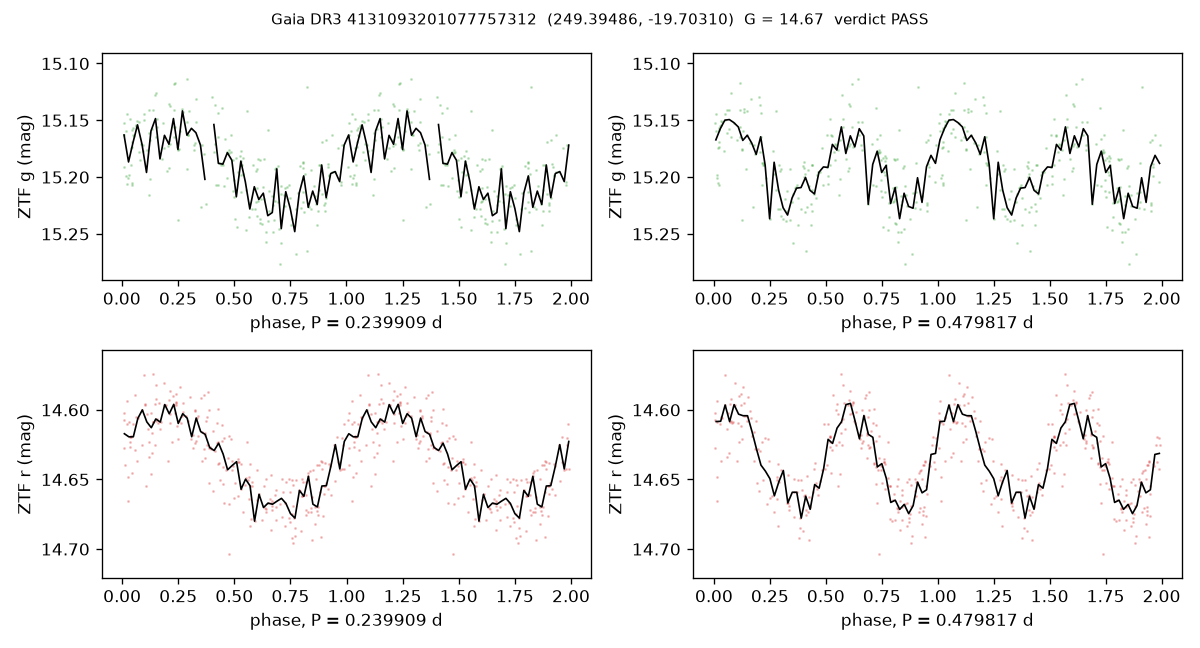 Gaia DR3 4131093201077757312 (249.39486, -19.70310) G = 14.67 verdict PASS
ZTF g (mag)
15.10
15.15
15.20
15.25
0.00 0.25 0.50 0.75 1.00 1.25 1.50 1.75 2.00
phase, P = 0.239909 d
ZTF g (mag)
15.10
15.15
15.20
15.25
0.00 0.25 0.50 0.75 1.00 1.25 1.50 1.75 2.00
phase, P = 0.479817 d
ZTF r (mag)
14.60
14.65
14.70
0.00 0.25 0.50 0.75 1.00 1.25 1.50 1.75 2.00
phase, P = 0.239909 d
ZTF r (mag)
14.60
14.65
14.70
0.00 0.25 0.50 0.75 1.00 1.25 1.50 1.75 2.00
phase, P = 0.479817 d